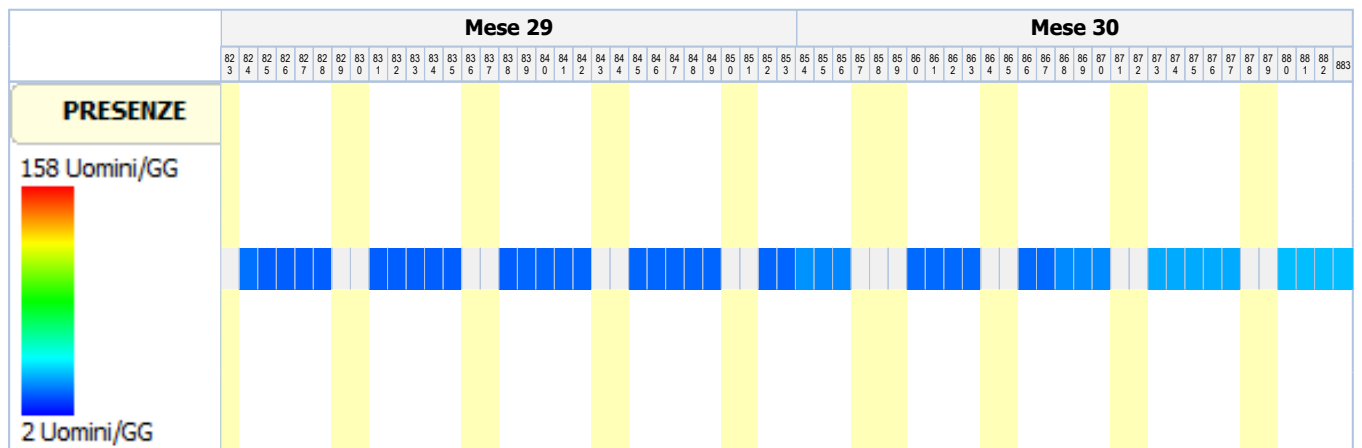 Mese 29 Mese 30
823 824 825 826 827 828 829 830 831 832 833 834 835 836 837 838 839 840 841 842 843 844 845 846 847 848 849 850 851 852 853 854 855 856 857 858 859 860 861 862 863 864 865 866 867 868 869 870 871 872 873 874 875 876 877 878 879 880 881 882 883
PRESENZE
158 Uomini/GG
2 Uomini/GG